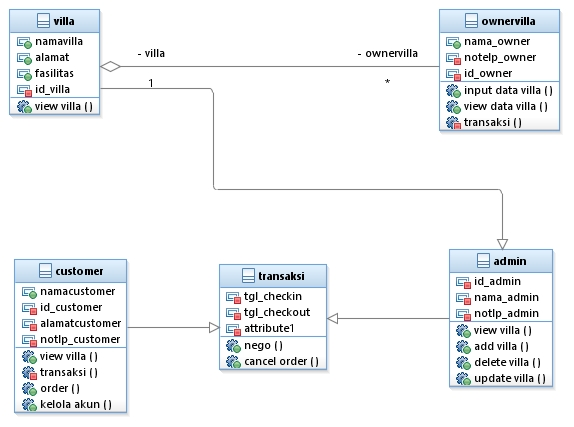 villa
namavilla
alamat
fasilitas
id_villa
view villa ()
- villa
1
- ownervilla
*
ownervilla
nama_owner
notelp_owner
id_owner
input data villa ()
view data villa ()
transaksi ()
customer
namacustomer
id_customer
alamatcustomer
notlp_customer
view villa ()
transaksi ()
order ()
kelola akun ()
transaksi
tgl_checkin
tgl_checkout
attribute1
nego ()
cancel order ()
admin
id_admin
nama_admin
notlp_admin
view villa ()
add villa ()
delete villa ()
update villa ()